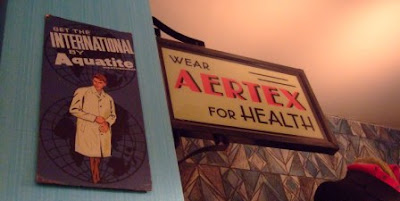 GET THE
INTERNATIONAL
BY
Aquatite
WEAR
AERTEX
FOR HEALTH